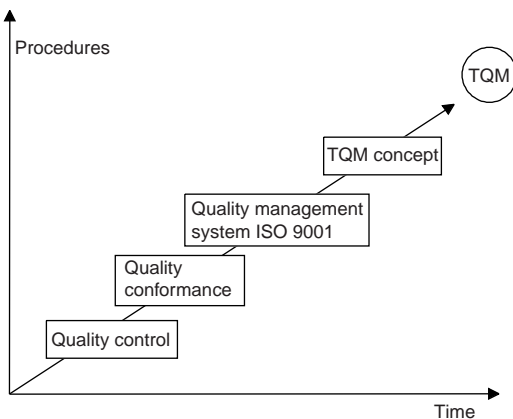 Procedures
TQM
TQM concept
Quality management
system ISO 9001
Quality
conformance
Quality control
Time